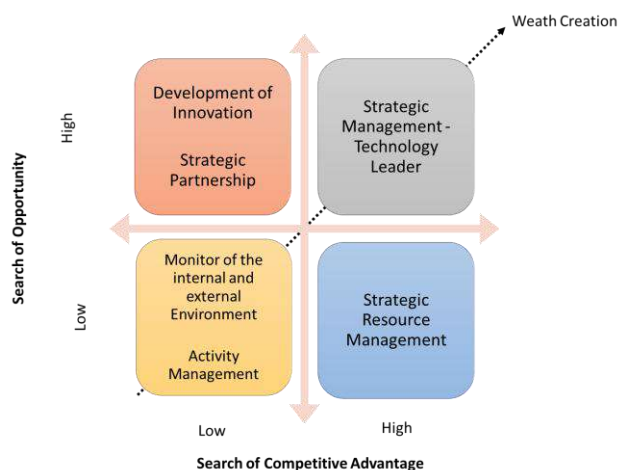 Weath Creation
Development of
Innovation
Strategic
Partnership
Strategic
Management -
Technology
Leader
High
Search of Opportunity
Monitor of the
internal and
external
Environment
Activity
Management
Strategic
Resource
Management
Low
Low
High
Search of Competitive Advantage